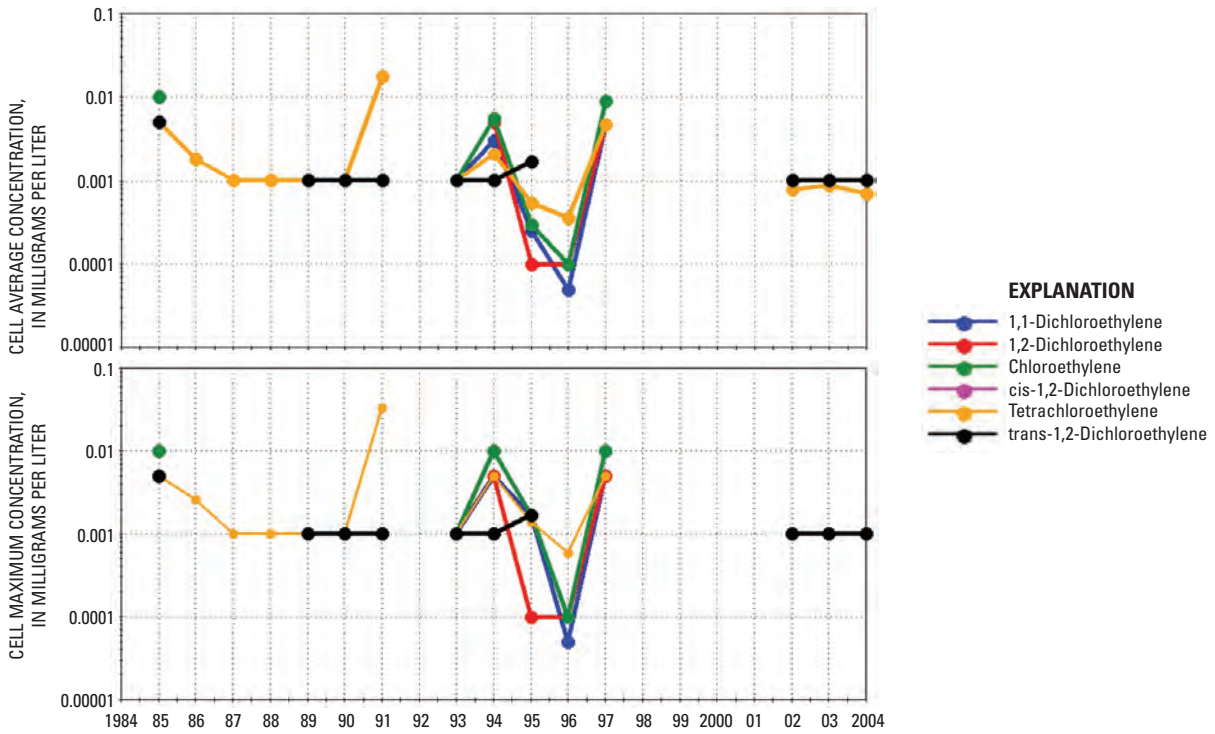 0.1
0.01
0.001
0.0001
0.00001
CELL AVERAGE CONCENTRATION,
IN MILLIGRAMS PER LITER
0.1
0.01
0.001
0.0001
0.00001
CELL MAXIMUM CONCENTRATION,
IN MILLIGRAMS PER LITER
1984 85 86 87 88 89 90 91 92 93 94 95 96 97 98 99 2000 01 02 03 2004
EXPLANATION
1,1-Dichloroethylene
1,2-Dichloroethylene
Chloroethylene
cis-1,2-Dichloroethylene
Tetrachloroethylene
trans-1,2-Dichloroethylene